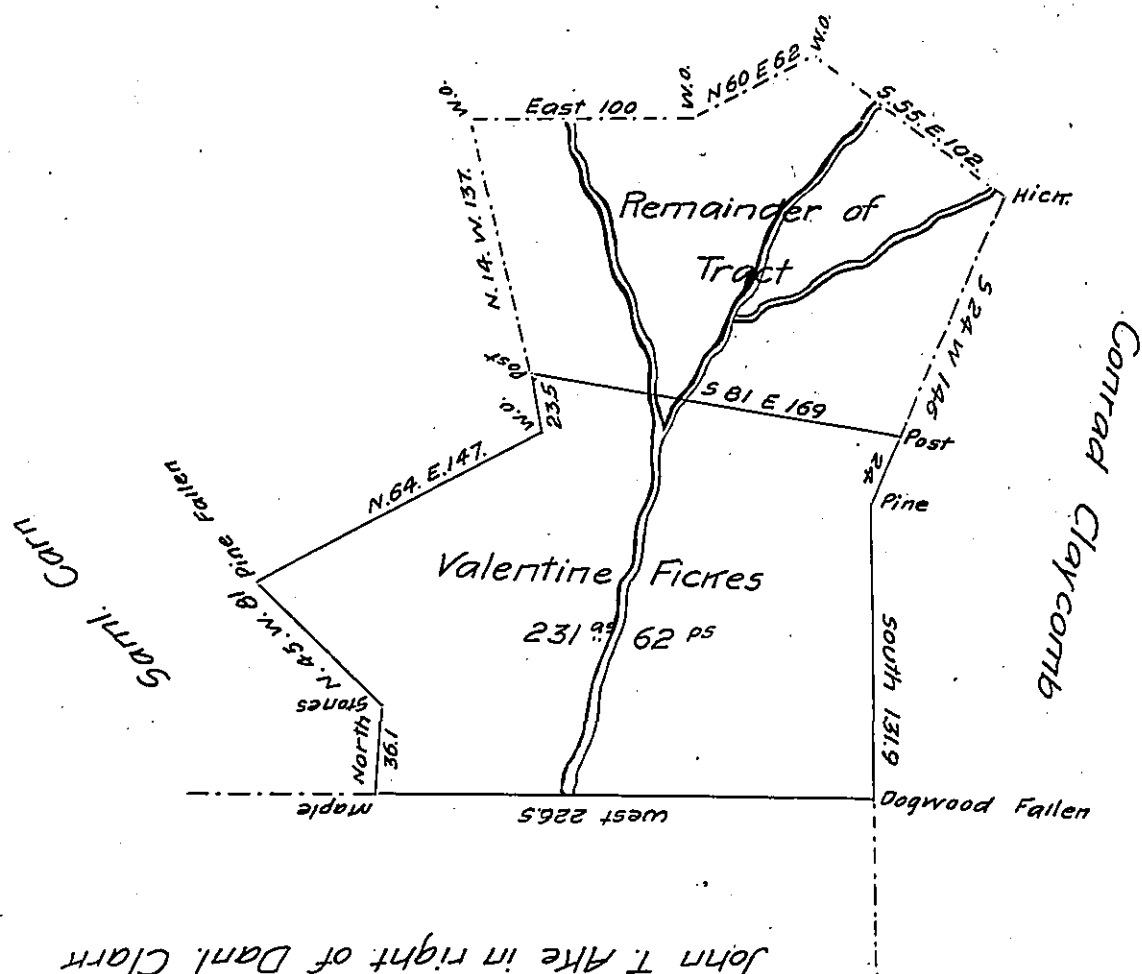 W.O.
East 100
W.O.
N 60 E 62
W.O.
S. 55. E. 102.
Hick.
N. 14. W. 137.
Remainder of
Tract
S 24 W 146
Conrad Claycomb
Post
S 81 E 169
Post
23.5
W.O.
24
Pine
N. 64. E. 147.
Pine Fallen
Saml. Carn
N. 45. W. 81
Valentine Fickes
231 as 62 ps
South 131.9
Stones
North
36.1
Maple
West 226.5
Dogwood Fallen
John T. Ake in right of Danl. Clark